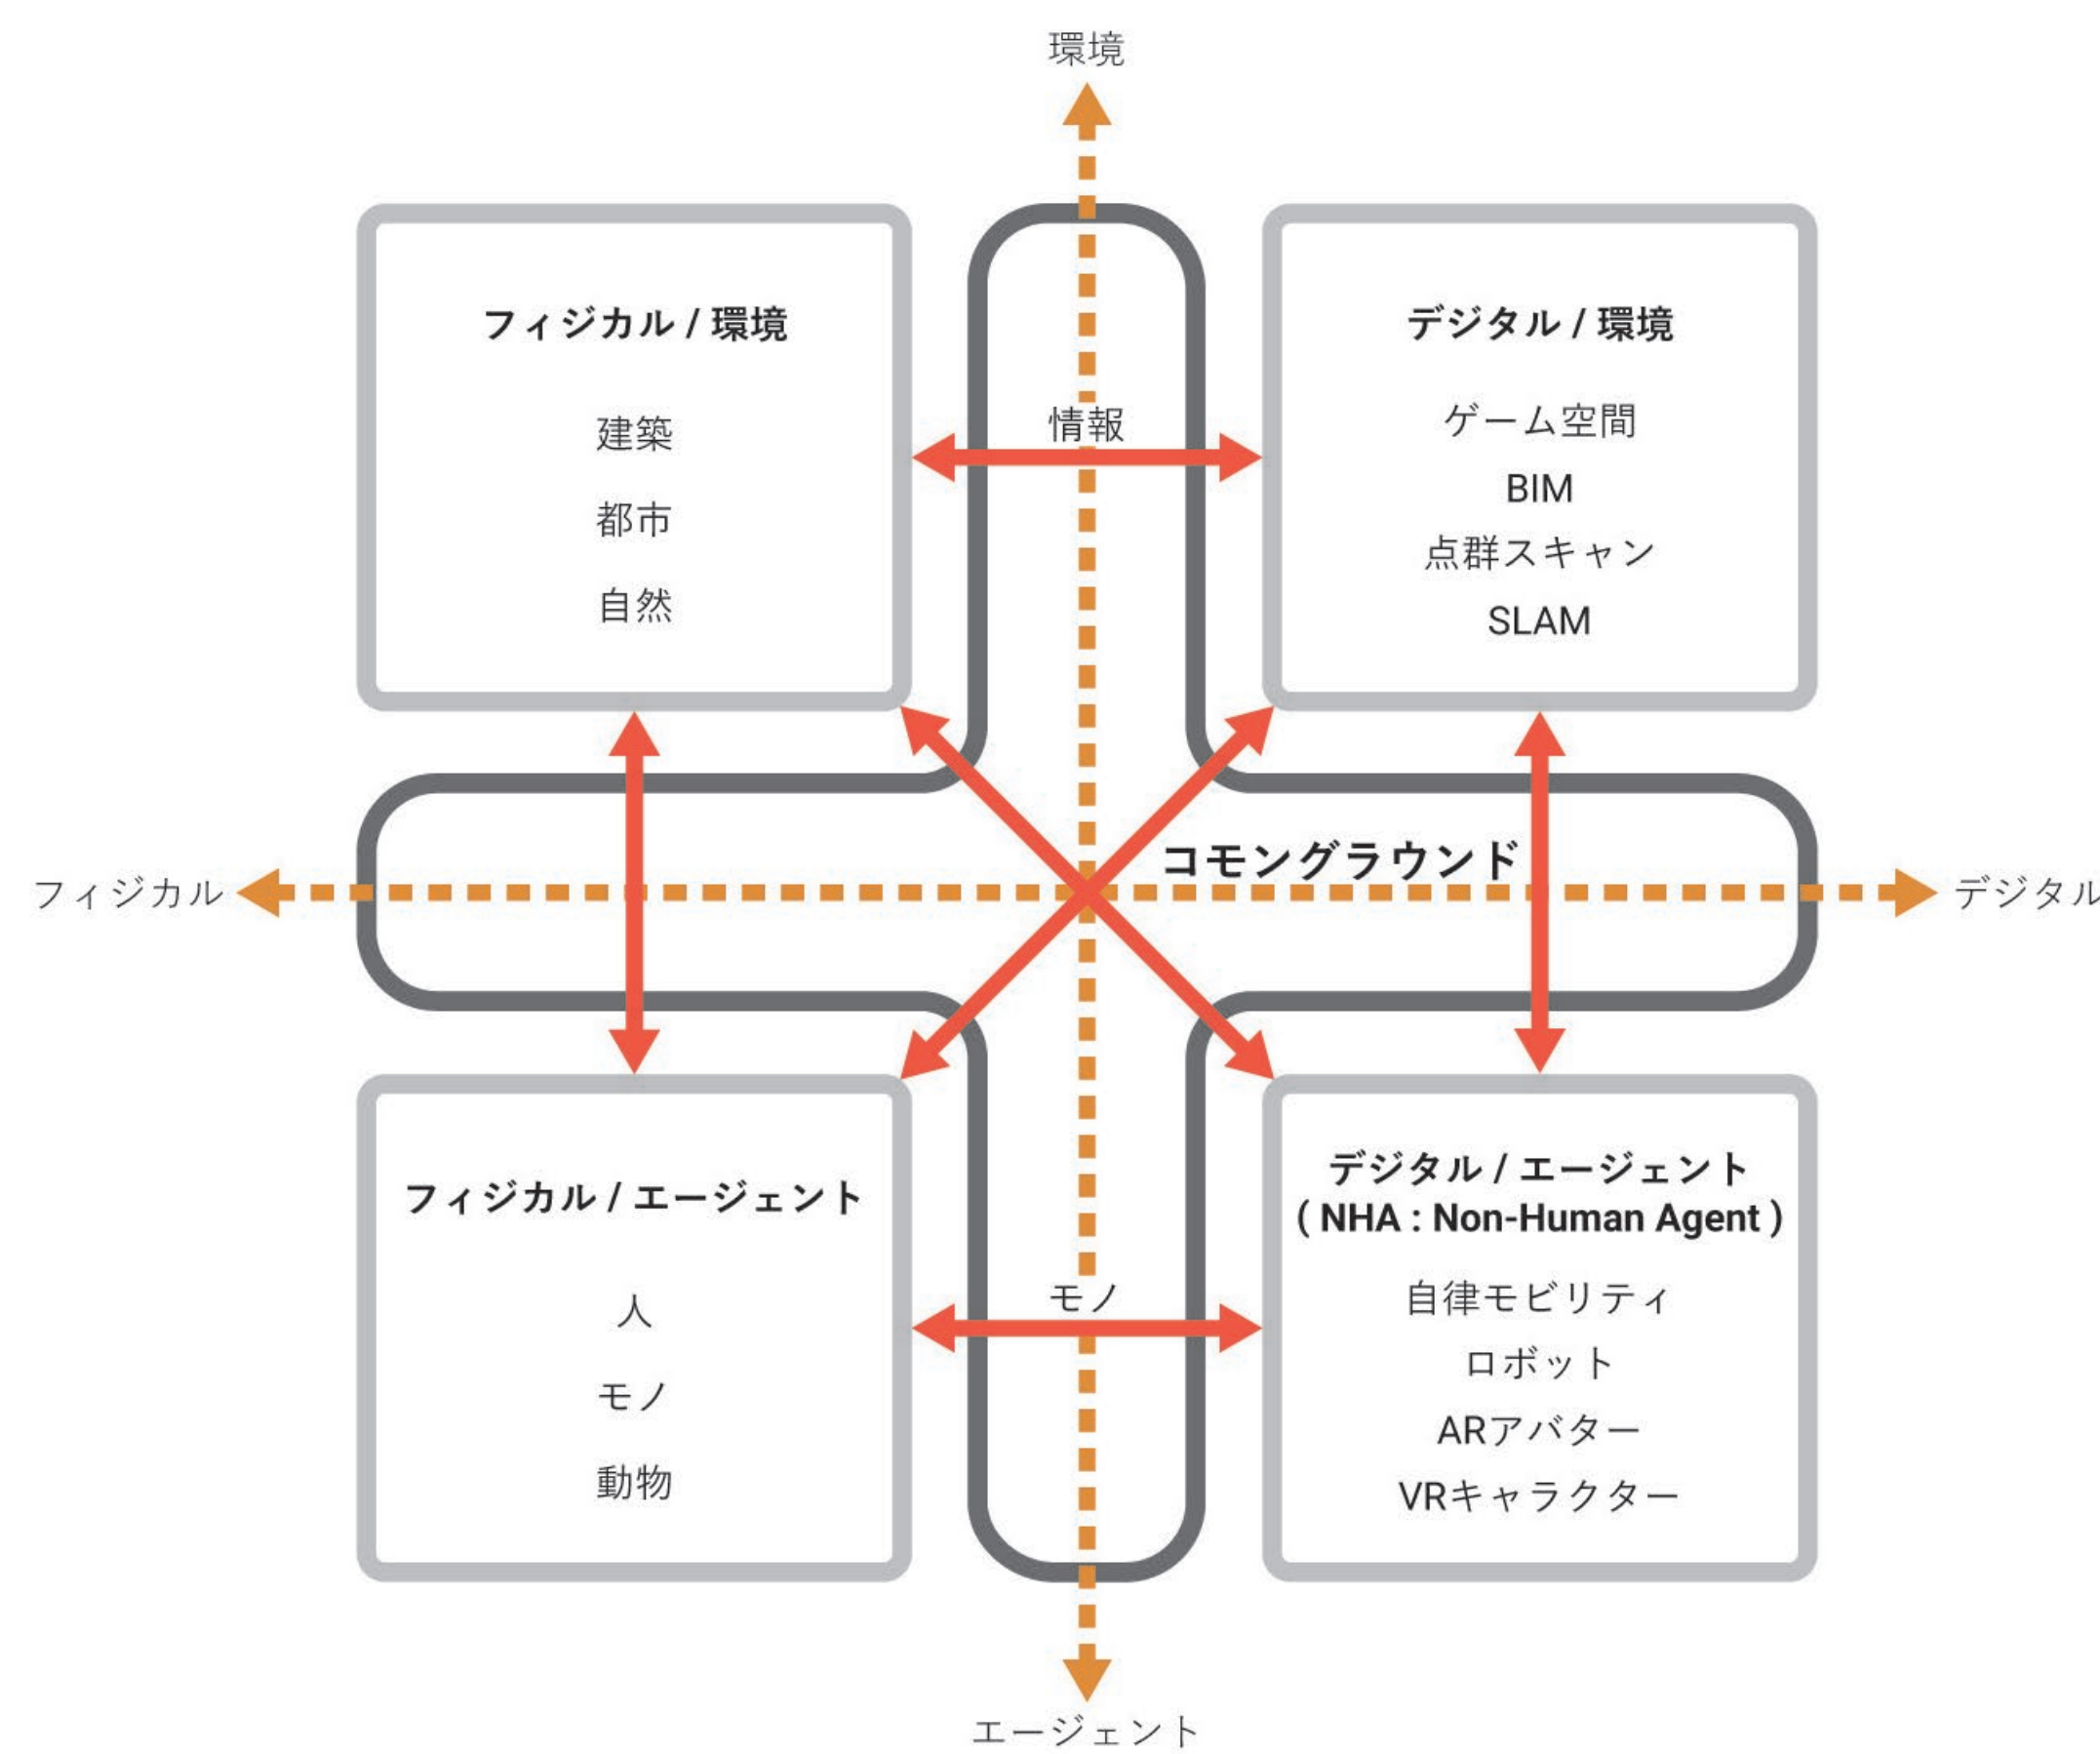 環境
フィジカル / 環境
建築
都市
自然
情報
デジタル / 環境
ゲーム空間
BIM
点群スキャン
SLAM
フィジカル
コモングラウンド
デジタル
フィジカル / エージェント
人
モノ
動物
モノ
デジタル / エージェント
( NHA : Non-Human Agent )
自律モビリティ
ロボット
ARアバター
VRキャラクター
エージェント